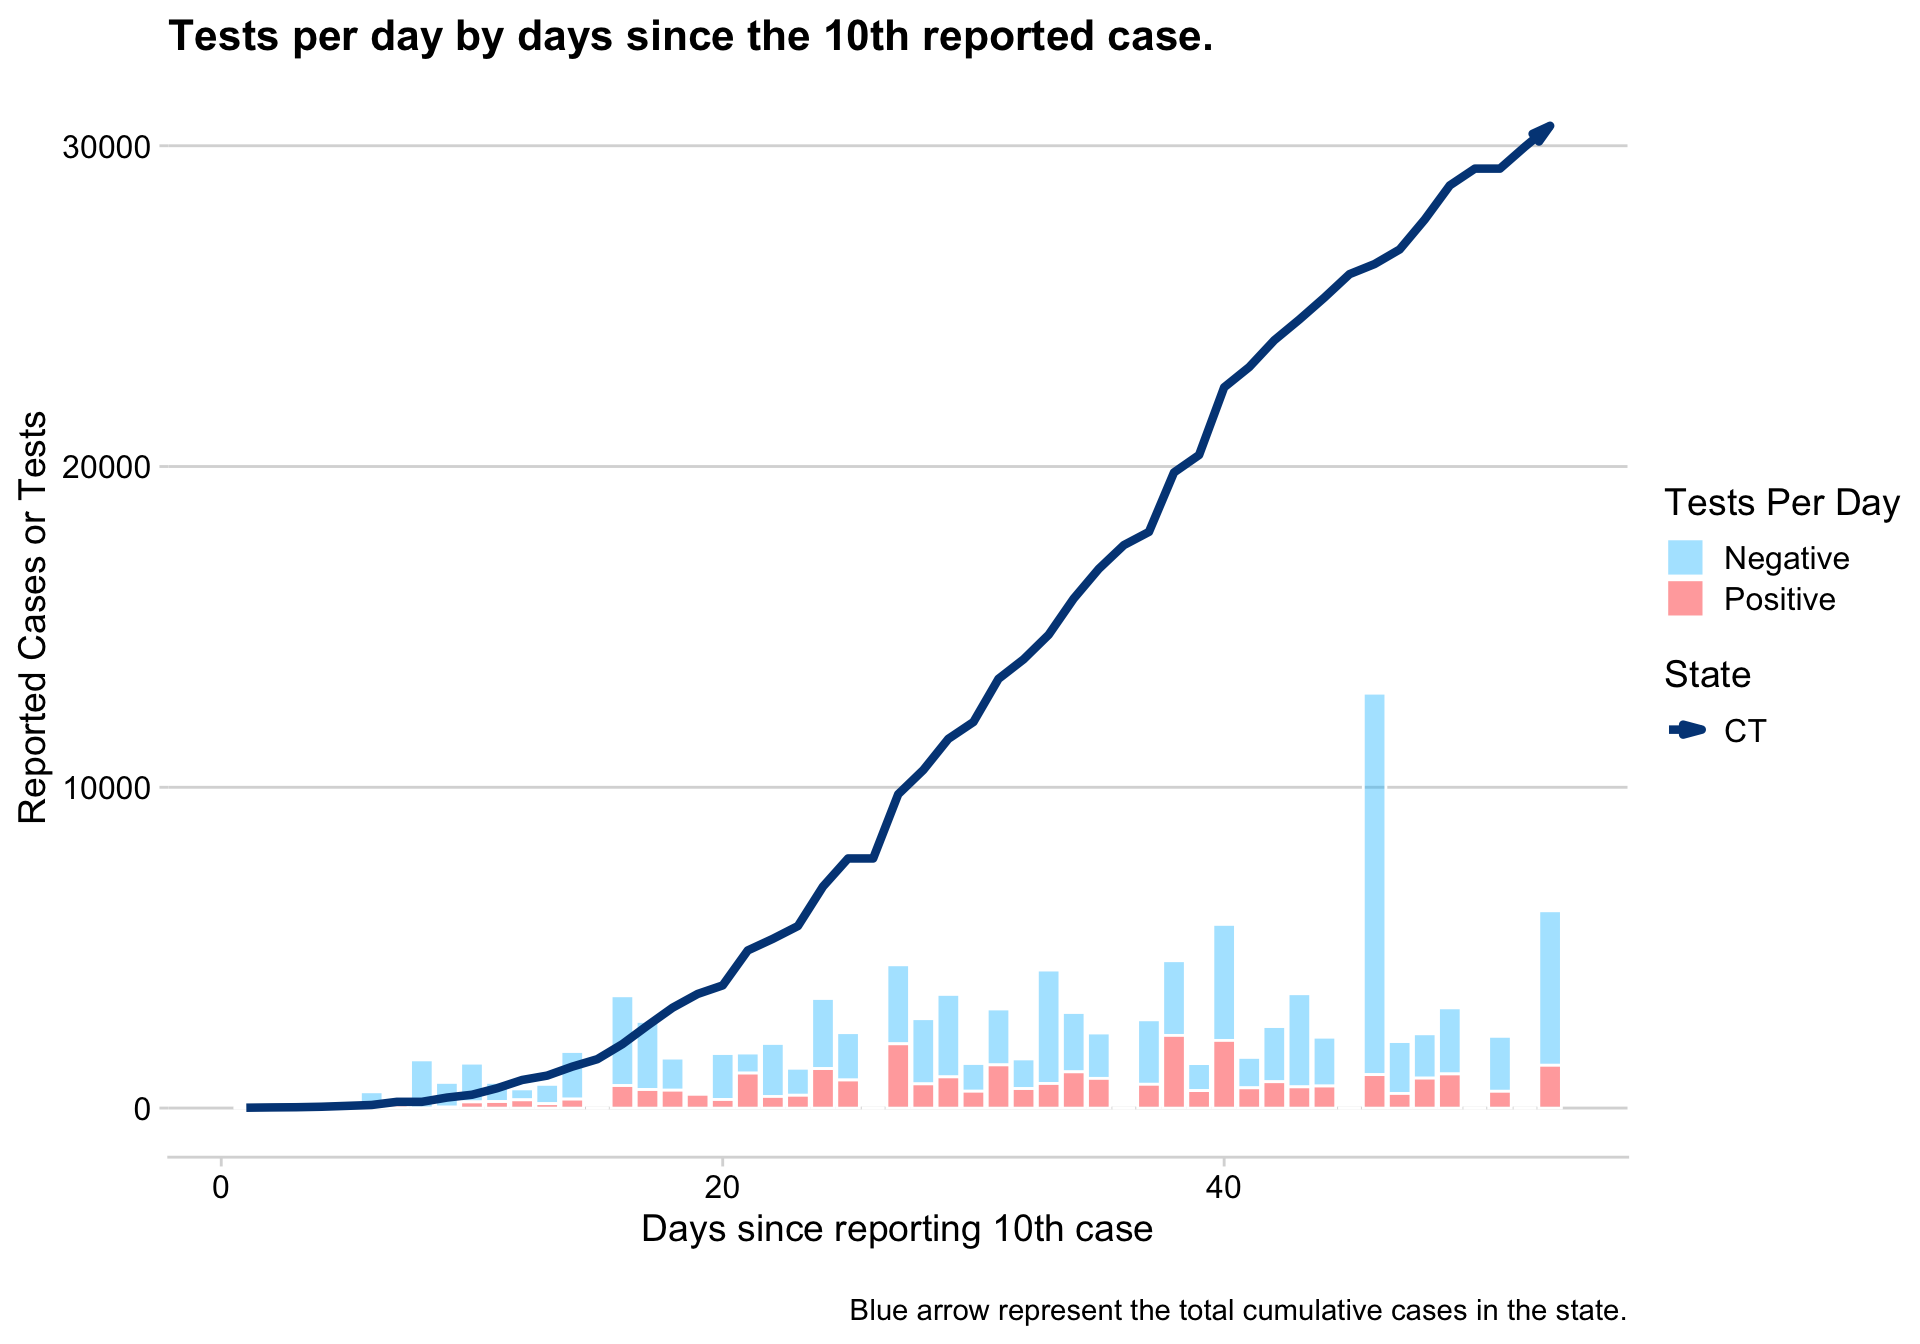 Tests per day by days since the 10th reported case.
30000
20000
10000
0
Reported Cases or Tests
0
20
40
Days since reporting 10th case
Tests Per Day
Negative
Positive
State
CT
Blue arrow represent the total cumulative cases in the state.